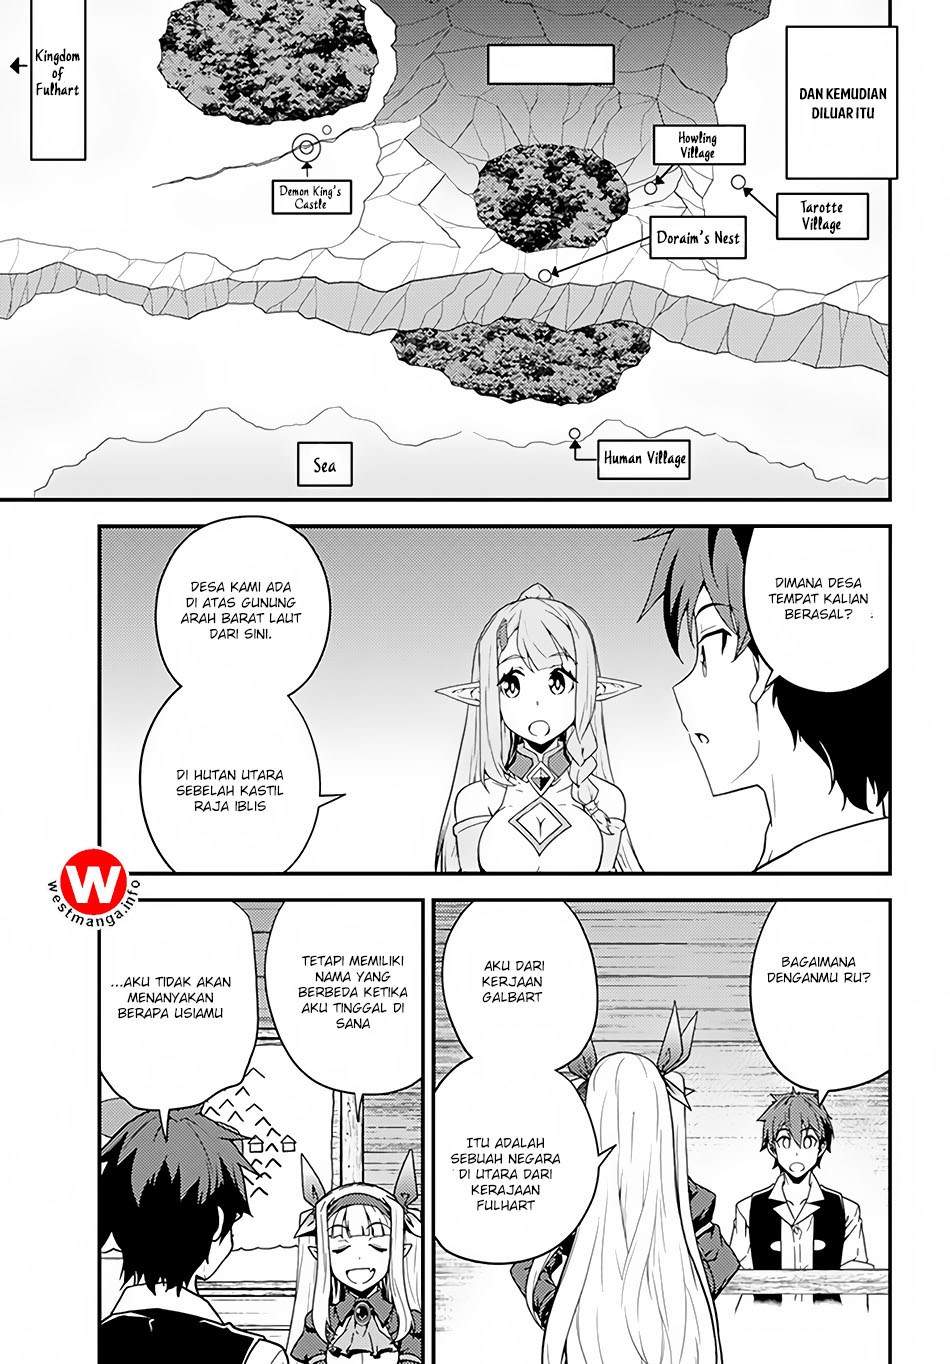 DAN KEMUDIAN
DILUAR ITU
Kingdom
of
Fulhart
Howling
Village
Demon King's
Castle
Tarotte
Village
Doraim's Nest
Human Village
Sea
DIMANA DESA
TEMPAT KALIAN
BERASAL?
DESA KAMI ADA
DI ATAS GUNUNG
ARAH BARAT LAUT
DARI SINI.
DI HUTAN UTARA
SEBELAH KASTIL
RAJA IBLIS
W
westmanga.info
BAGAIMANA
DENGANMU RU?
AKU DARI
KERJAAN
GALBART
ITU ADALAH
SEBUAH NEGARA
DI UTARA DARI
KERAJAAN
FULHART
TETAPI MEMILIKI
NAMA YANG
BERBEDA KETIKA
AKU TINGGAL DI
SANA
...AKU TIDAK AKAN
MENANYAKAN
BERAPA USIAMU